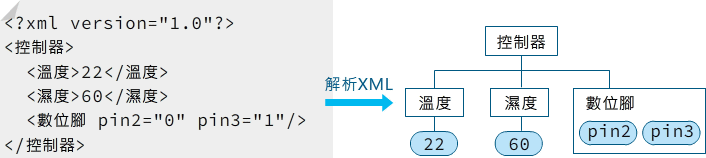 <?xml version="1.0"?>
<控制器>
<溫度>22</溫度>
<濕度>60</濕度>
<數位腳 pin2="0" pin3="1"/>
</控制器>
解析XML
控制器
溫度
濕度
數位腳
22
60
pin2
pin3